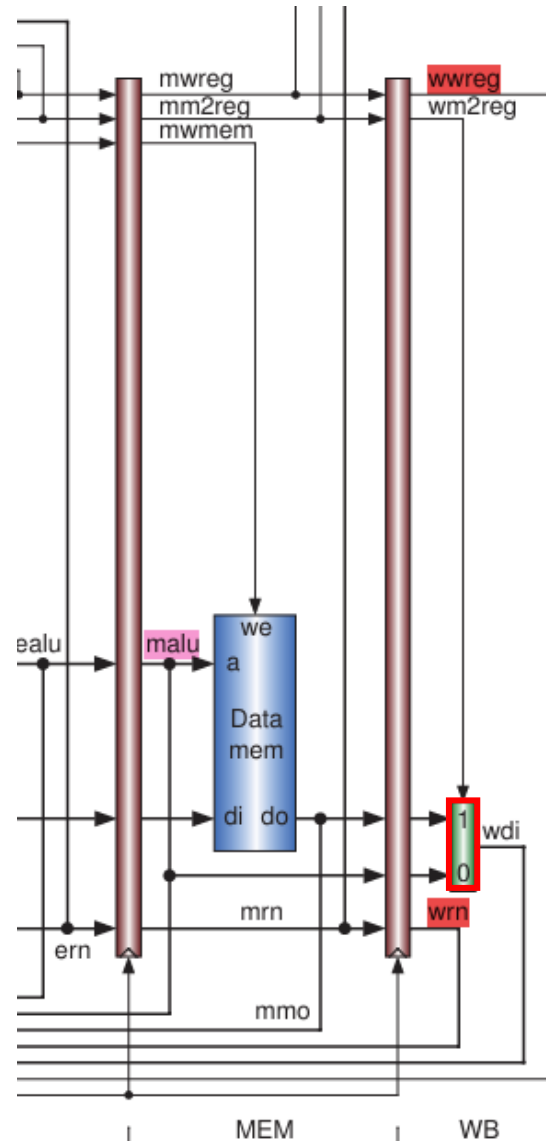 mwreg
wwreg
mm2reg
wm2reg
mwmem
we
ealu
malu
a
Data
mem
di do
1
wdi
0
mrn
wrn
ern
mmo
MEM
WB